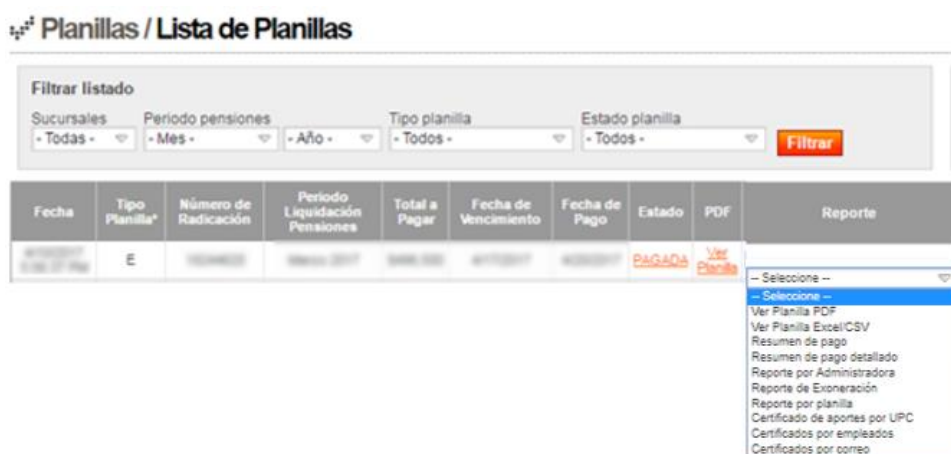 Planillas / Lista de Planillas
Filtrar listado
Sucursales Periodo pensiones Tipo planilla Estado planilla
- Todas - - Mes - - Año - - Todos - - Todos - Filtrar
Fecha Tipo Planilla* Número de Radicación Periodo Liquidación Pensiones Total a Pagar Fecha de Vencimiento Fecha de Pago Estado PDF Reporte
E PAGADA Ver Planilla
-- Seleccione --
-- Seleccione --
Ver Planilla PDF
Ver Planilla Excel/CSV
Resumen de pago
Resumen de pago detallado
Reporte por Administradora
Reporte de Exoneración
Reporte por planilla
Certificado de aportes por UPC
Certificados por empleados
Certificados por correo